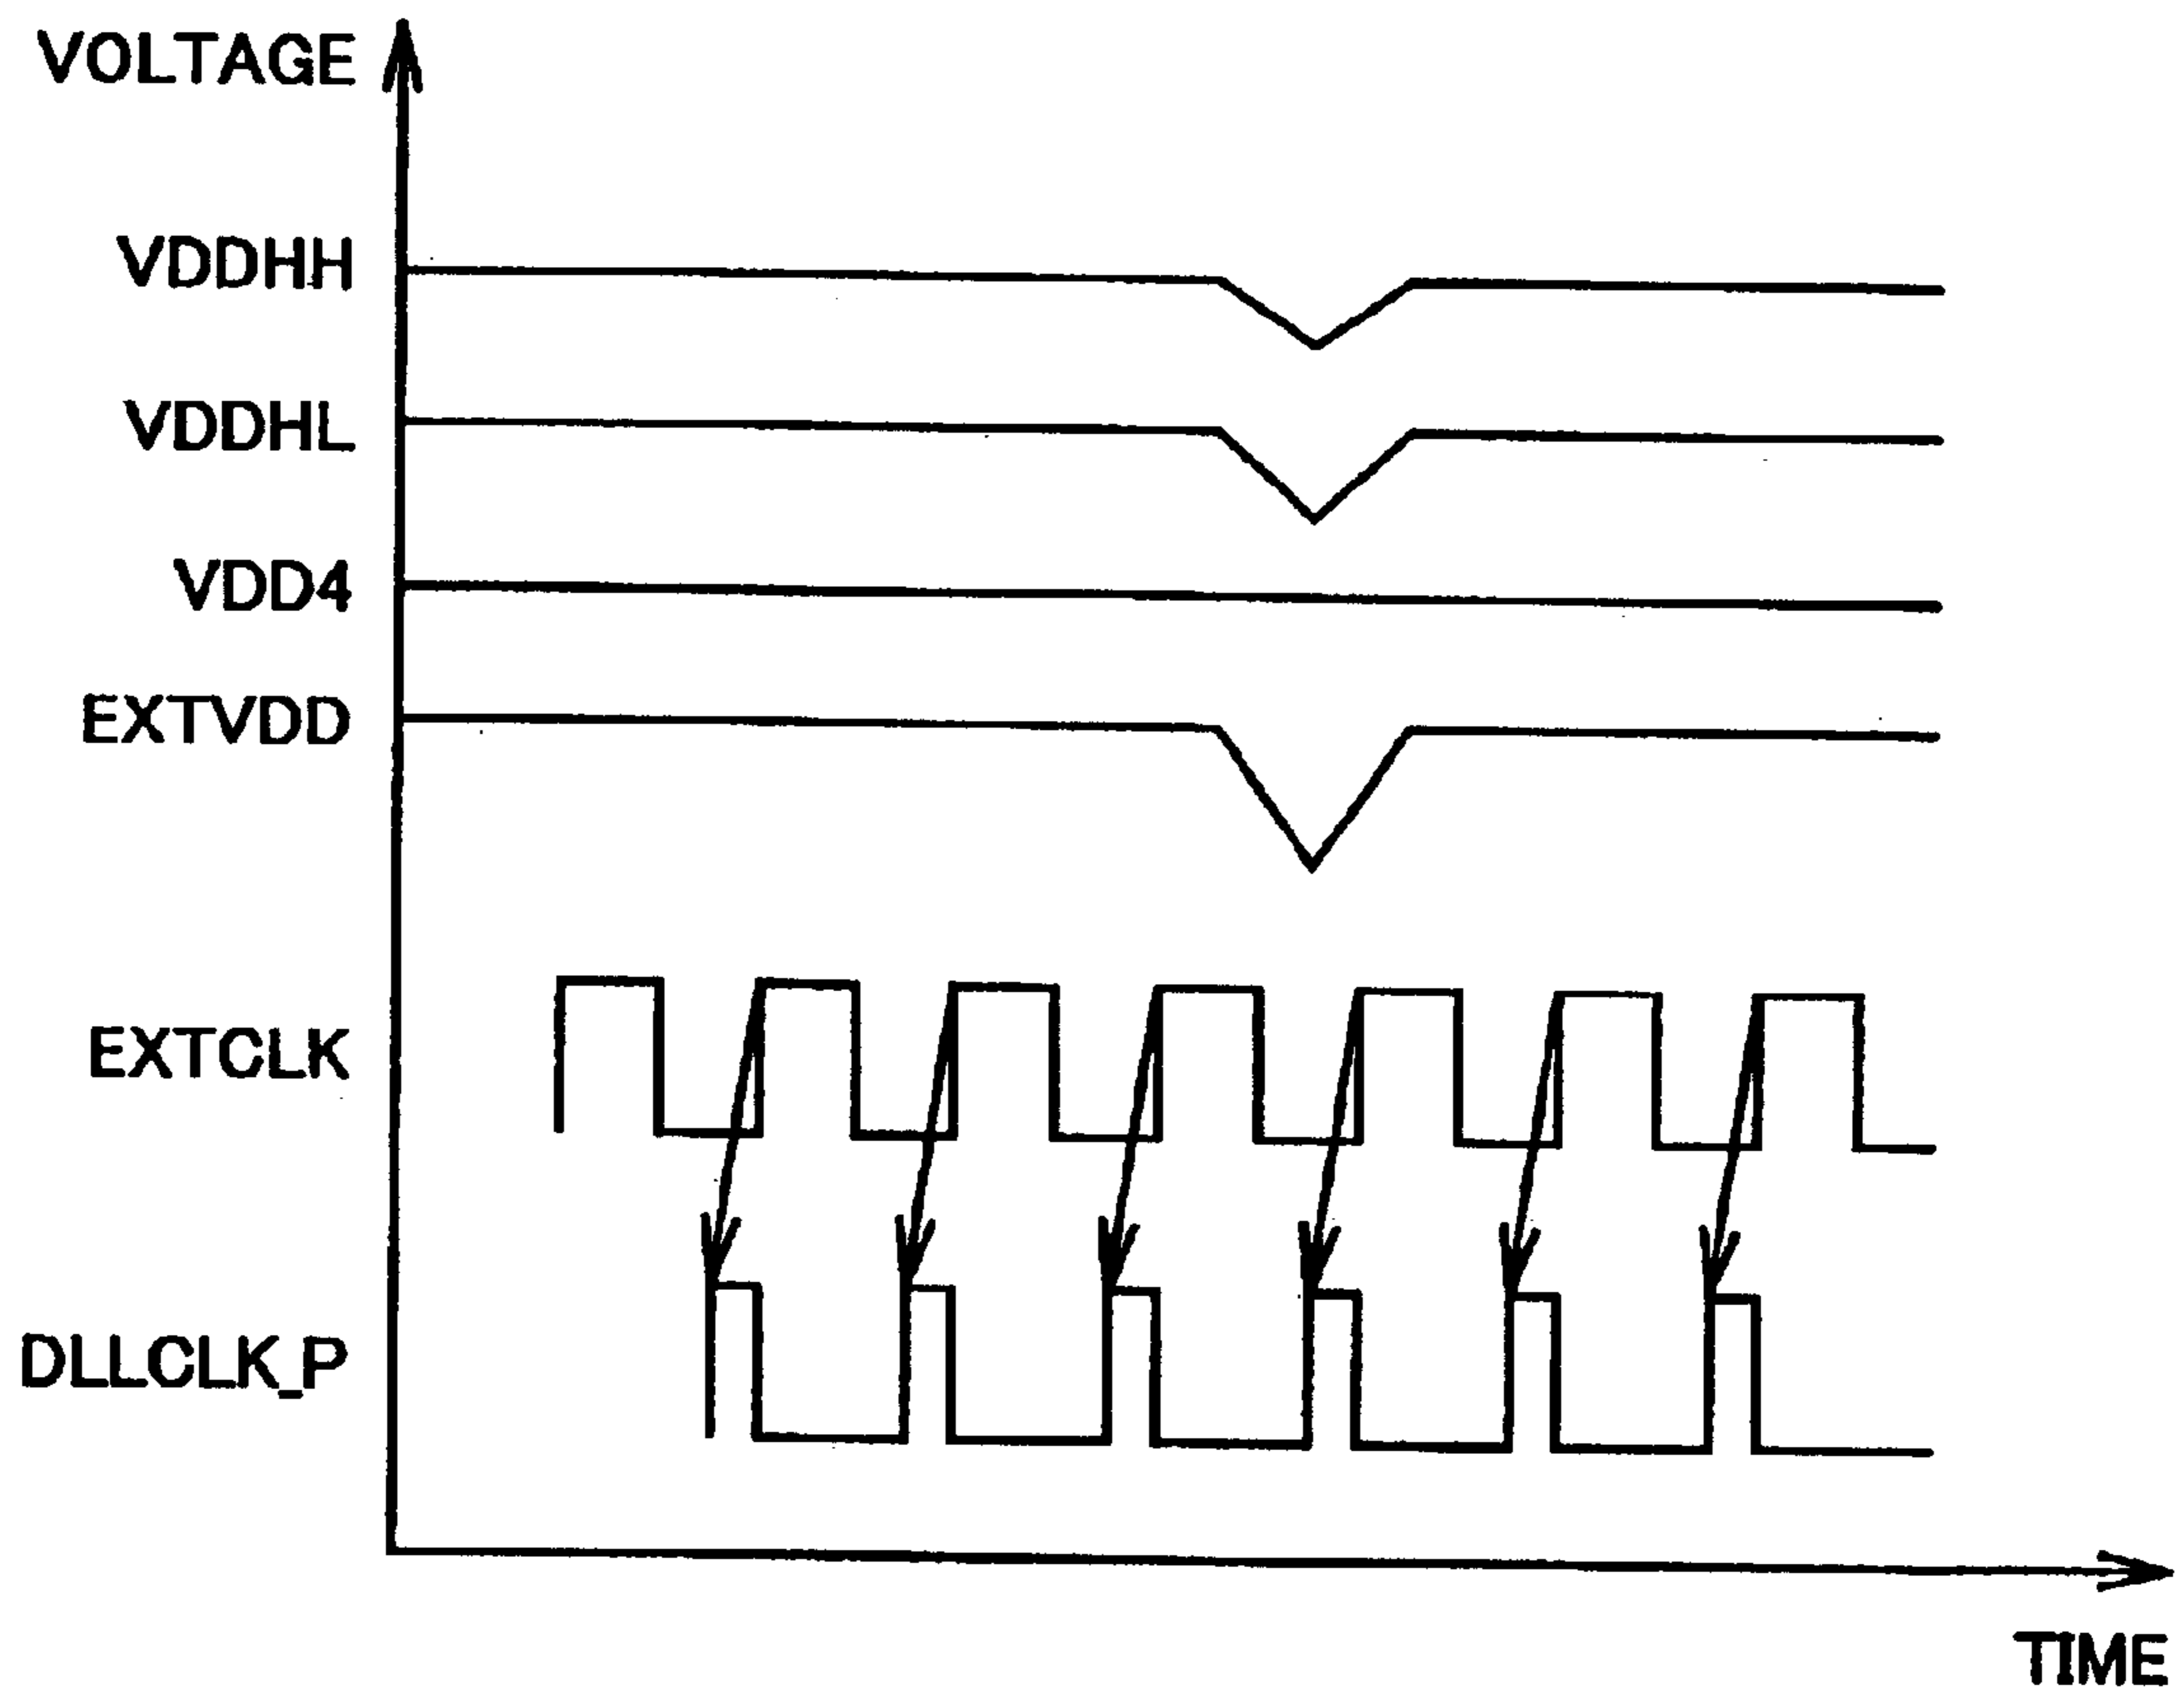 VOLTAGE
VDDHH
VDDHL
VDD4
EXTVDD
EXTCLK
DLLCLK_P
TIME